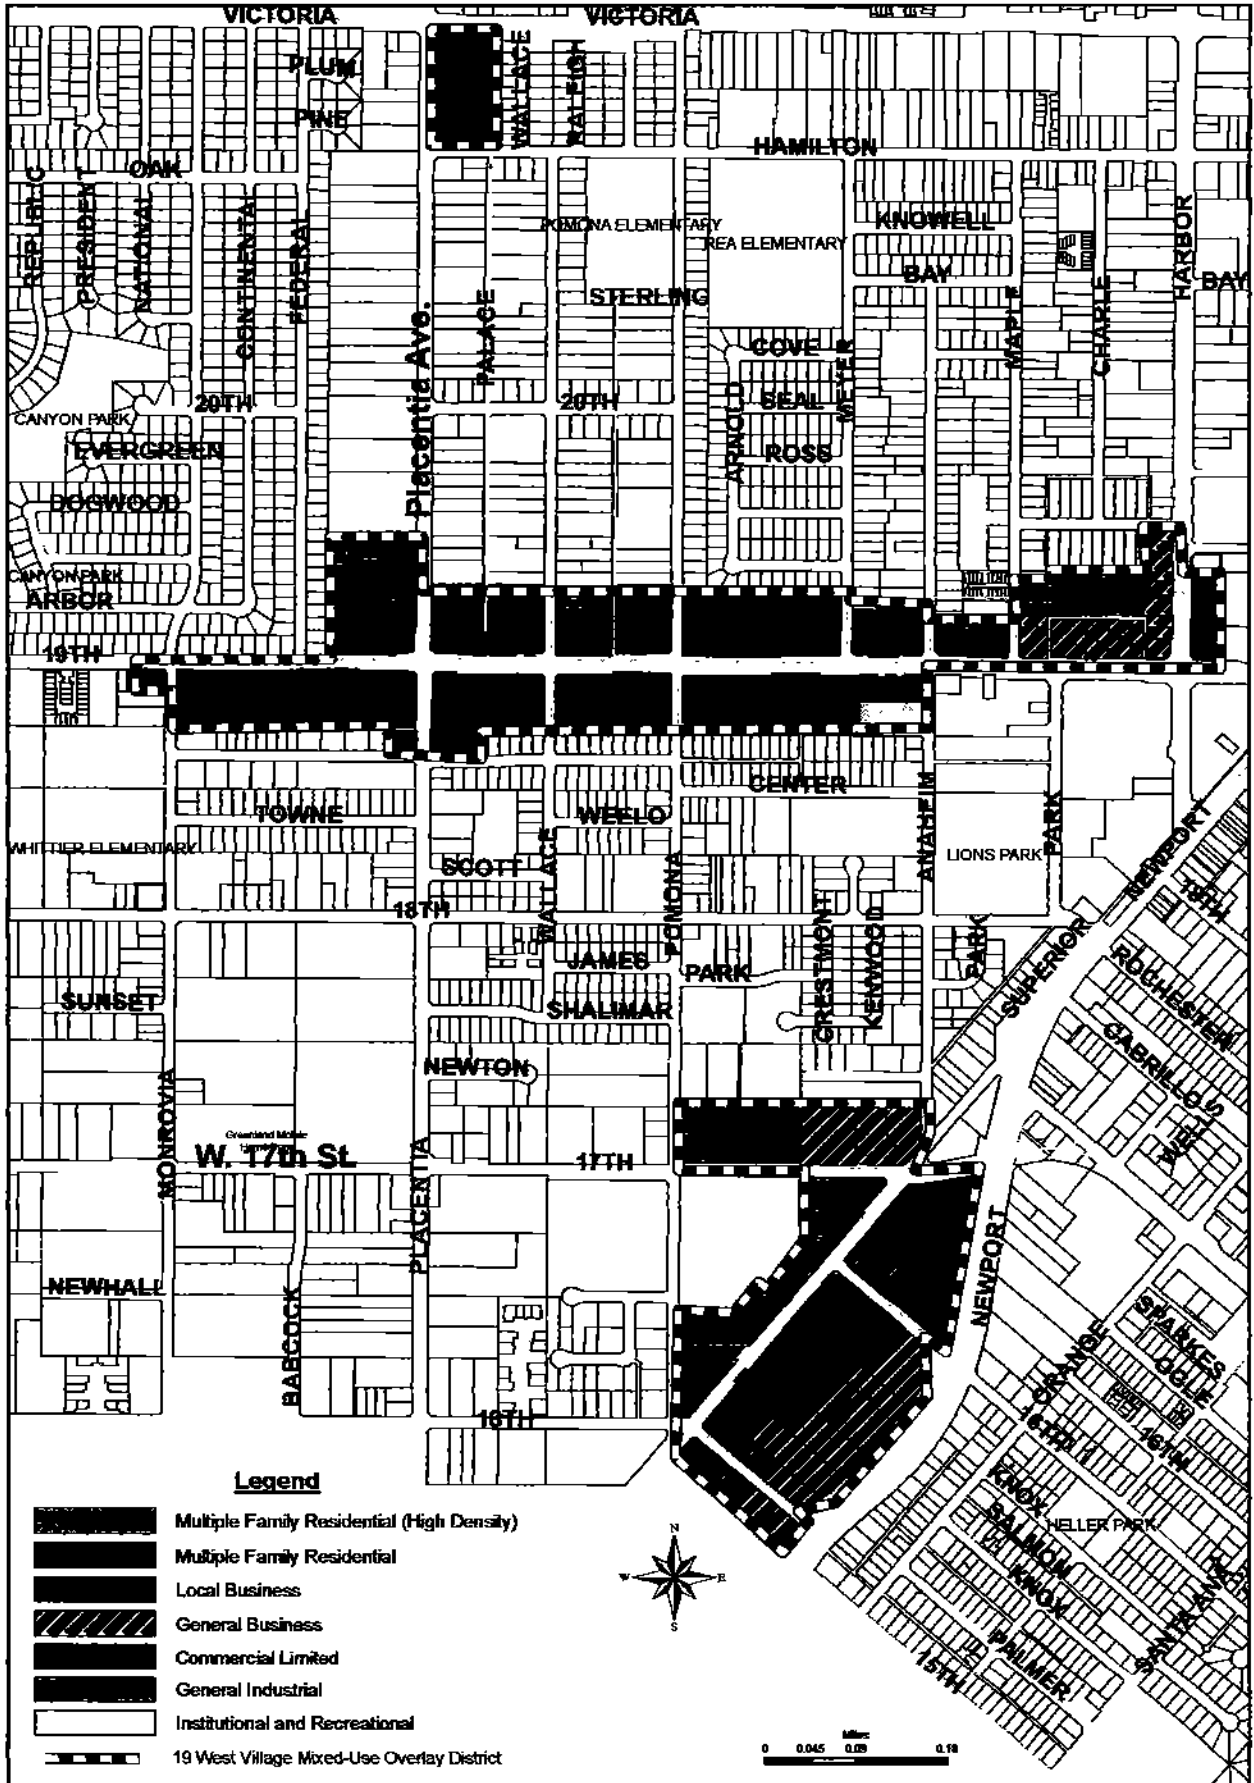 VICTORIA
VICTORIA
PLUM
WALLACE
RALEIGH
PINE
HAMILTON
OAK
REPUBLIC
PRESIDENT
NATIONAL
CONTINENTAL
FEDERAL
POMONA ELEMENTARY
REA ELEMENTARY
KNOWELL
HARBOR
BAY
BAY
STERLING
PALACE
Placentia Ave.
MAPLE
CHARLE
COVE
MEYER
CANYON PARK
20TH
20TH
SEAL
ARNOLD
EVERGREEN
ROSS
DOGWOOD
CANYON PARK
ARBOR
19TH
CENTER
TOWNE
WEELO
ANAHEIM
PARK
NEWPORT
WHITTIER ELEMENTARY
LIONS PARK
SCOTT
WALLACE
POMONA
19TH
18TH
CRESTMONT
KENWOOD
PARK
SUPERIOR
JAMES
PARK
ROCHESTER
SUNSET
SHALIMAR
CABRILLO
NEWTON
MONROVIA
W. 17th St.
PLACENTIA
17TH
NEWPORT
NEWHALL
BABCOCK
SPARKES
OGLE
ORANGE
16TH
16TH
16TH
KNOX
SALMON
HELLER PARK
KNOX
SANTA ANA
PALMER
15TH
Legend
Multiple Family Residential (High Density)
Multiple Family Residential
Local Business
General Business
Commercial Limited
General Industrial
Institutional and Recreational
19 West Village Mixed-Use Overlay District
N
W
E
S
Miles
0 0.045 0.09 0.18